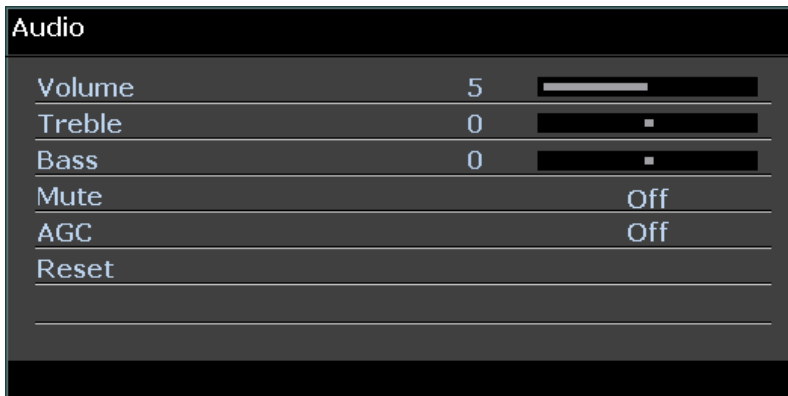 Audio
Volume 5
Treble 0
Bass 0
Mute Off
AGC Off
Reset